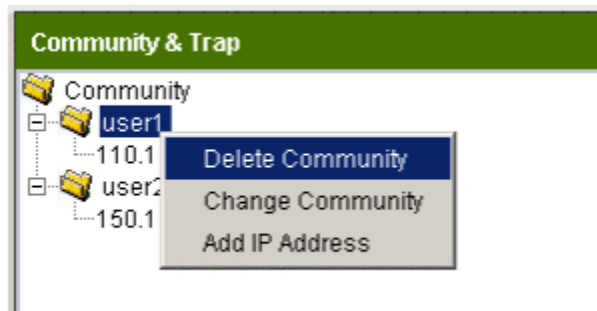 Community & Trap
Community
user1
110.1
Delete Community
user2
Change Community
150.1
Add IP Address